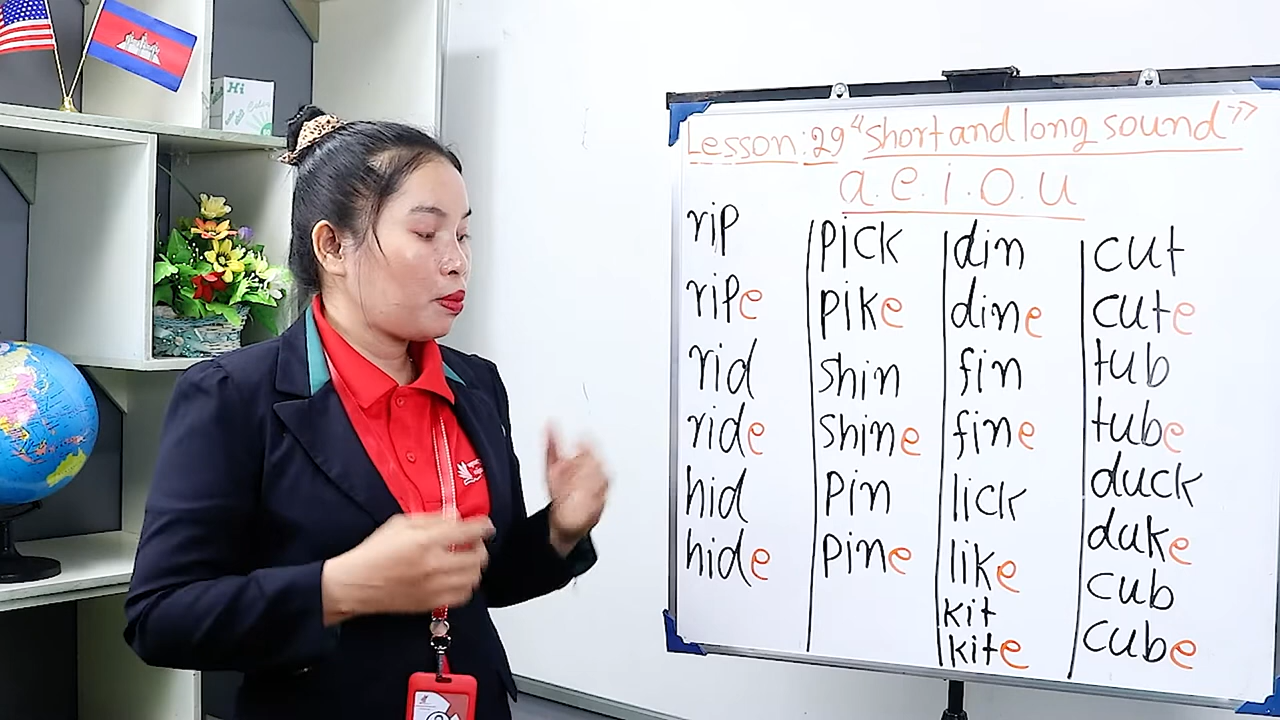 Lesson: 29 "short and long sound"
a. e. i. o. u
rip
ripe
rid
ride
hid
hide
pick
pike
shin
shine
pin
pine
din
dine
fin
fine
lick
like
kit
kite
cut
cute
tub
tube
duck
duke
cub
cube
Hi